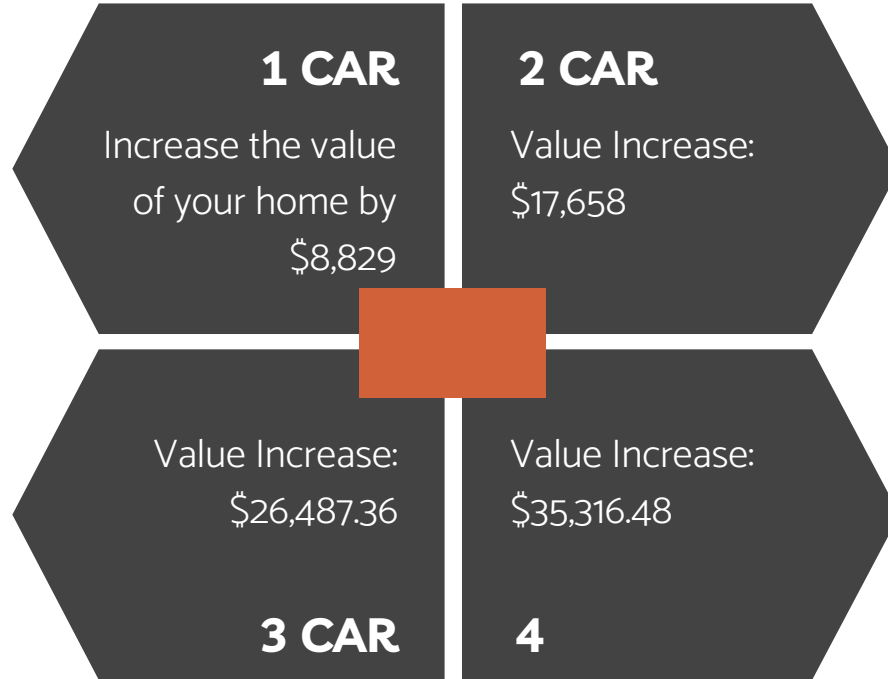 1 CAR
Increase the value
of your home by
$8,829
2 CAR
Value Increase:
$17,658
Value Increase:
$26,487.36
3 CAR
Value Increase:
$35,316.48
4